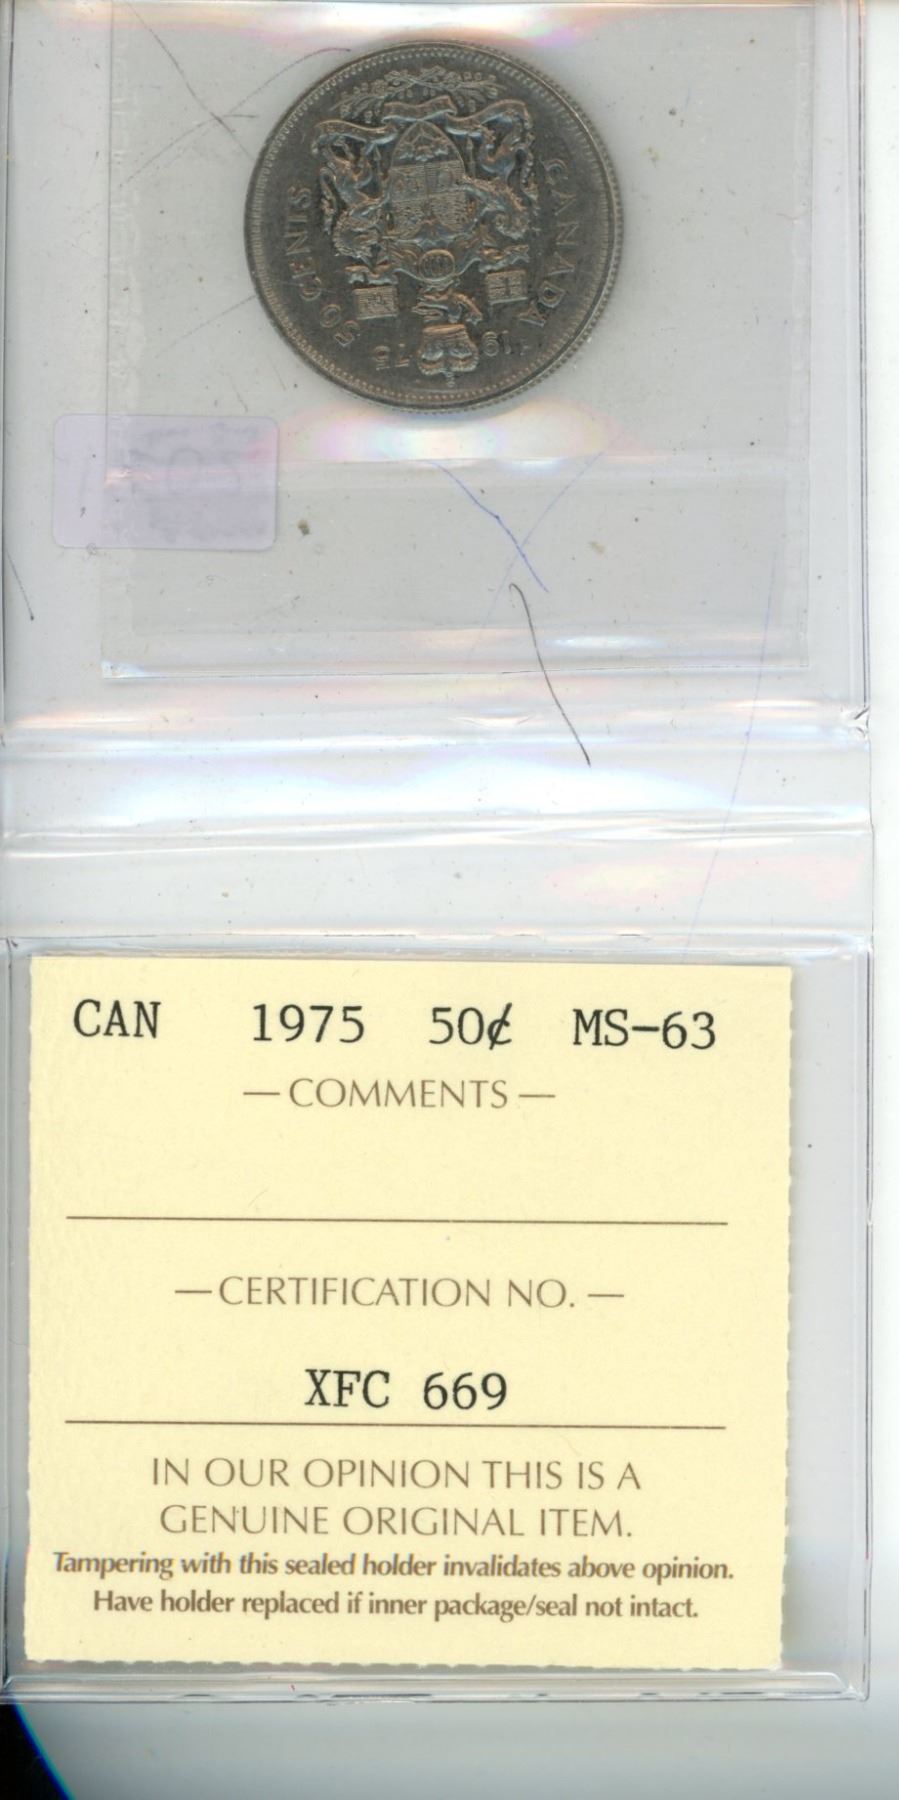 50 CENTS
CANADA
1975
CAN 1975 50¢ MS-63
— COMMENTS —
— CERTIFICATION NO. —
XFC 669
IN OUR OPINION THIS IS A
GENUINE ORIGINAL ITEM.
Tampering with this sealed holder invalidates above opinion.
Have holder replaced if inner package/seal not intact.